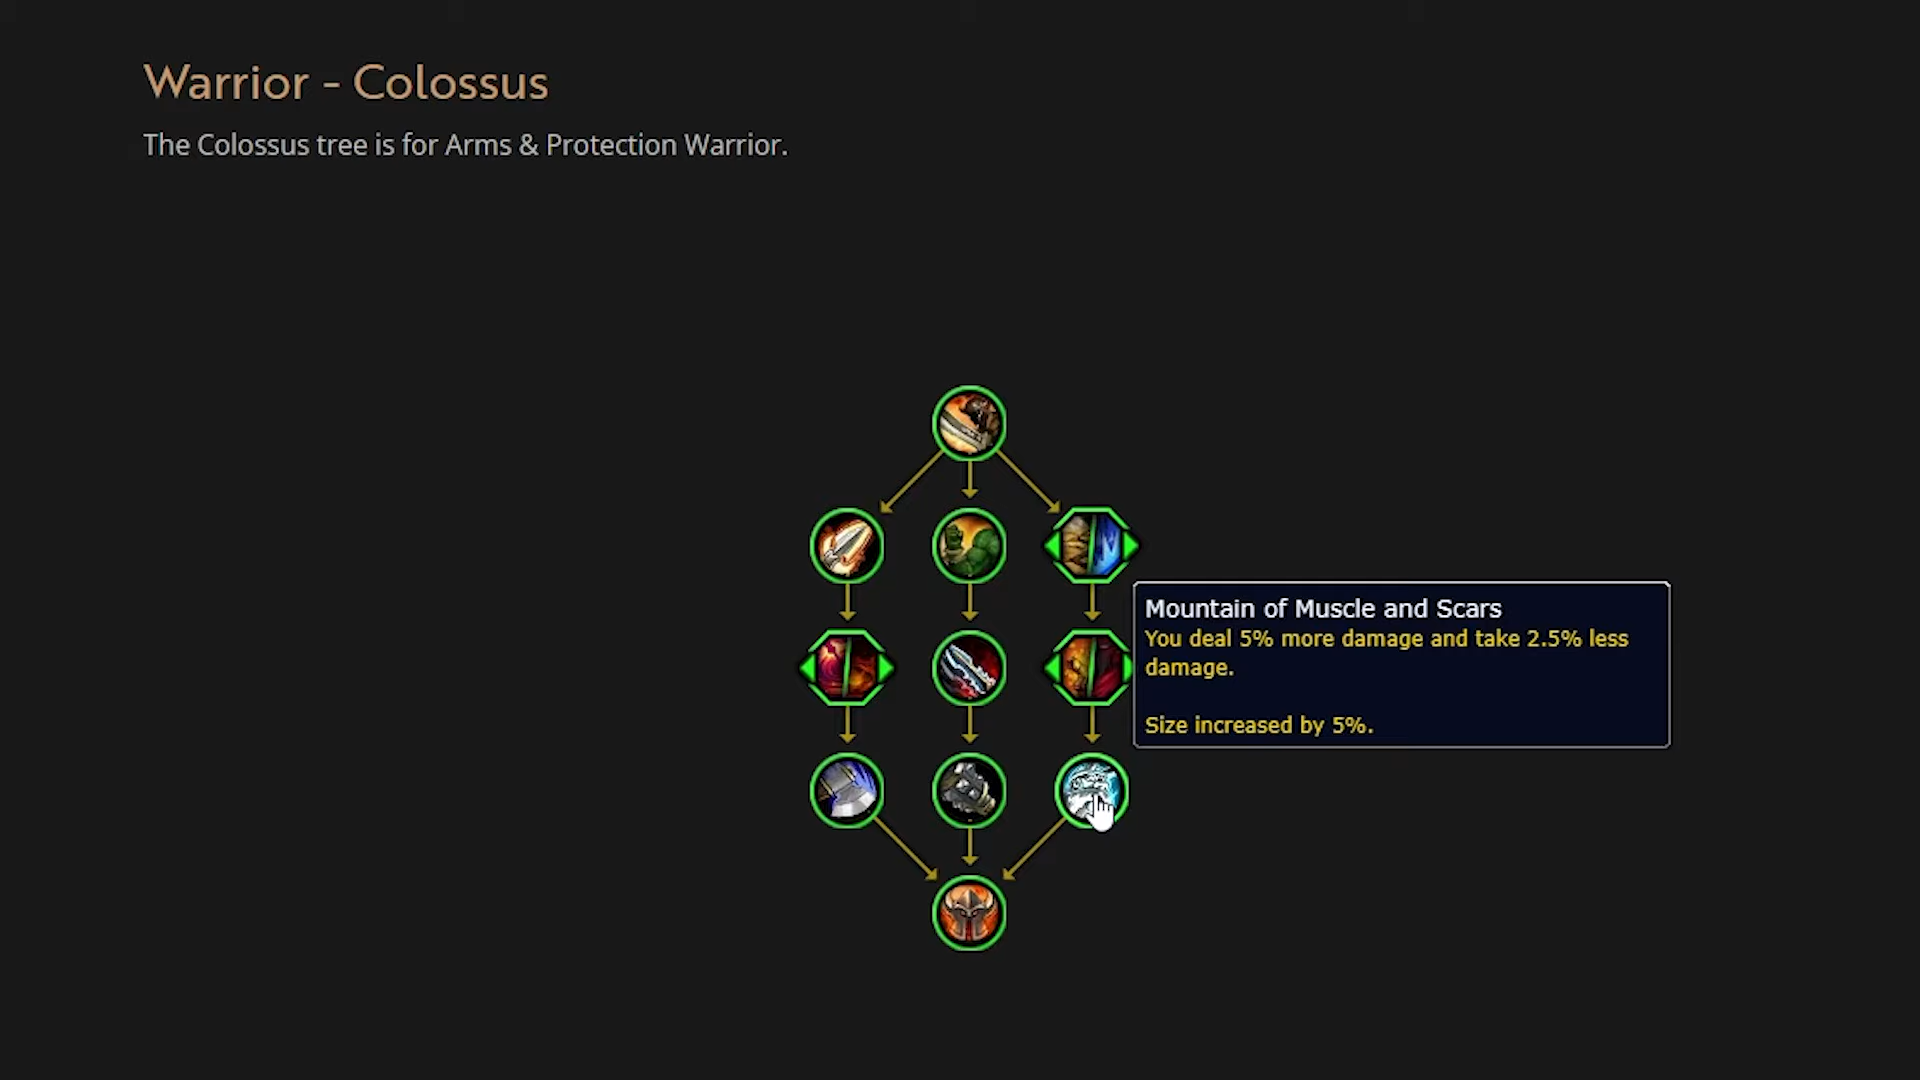 Warrior - Colossus
The Colossus tree is for Arms & Protection Warrior.
Mountain of Muscle and Scars
You deal 5% more damage and take 2.5% less
damage.
Size increased by 5%.